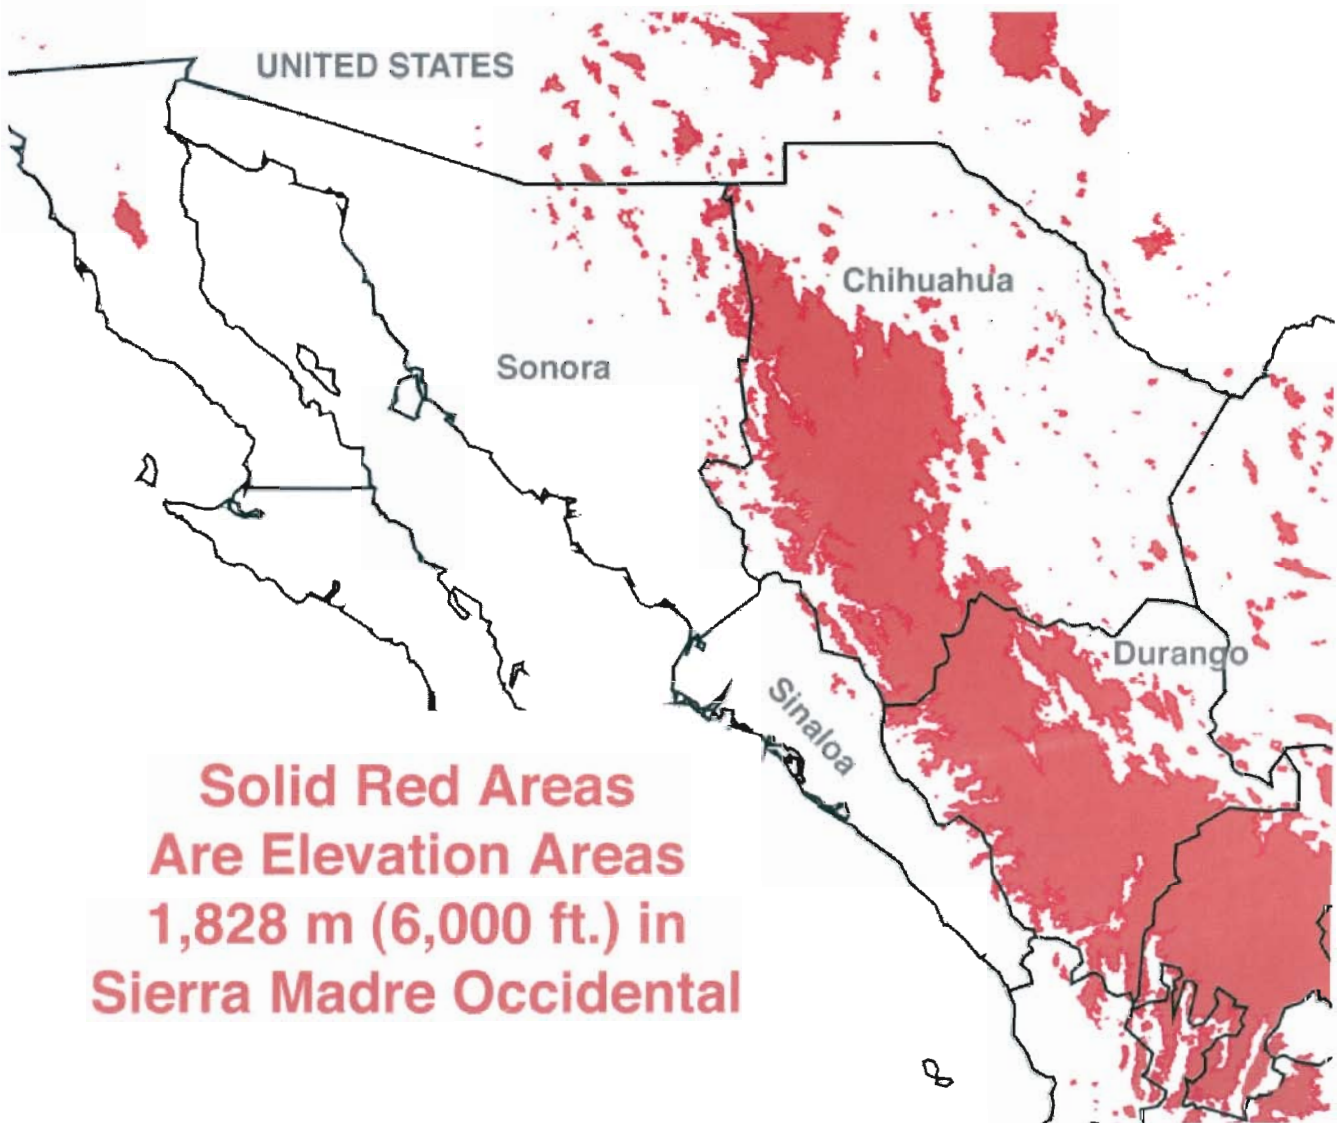 UNITED STATES
Chihuahua
Sonora
Durango
Sinaloa
Solid Red Areas
Are Elevation Areas
1,828 m (6,000 ft.) in
Sierra Madre Occidental